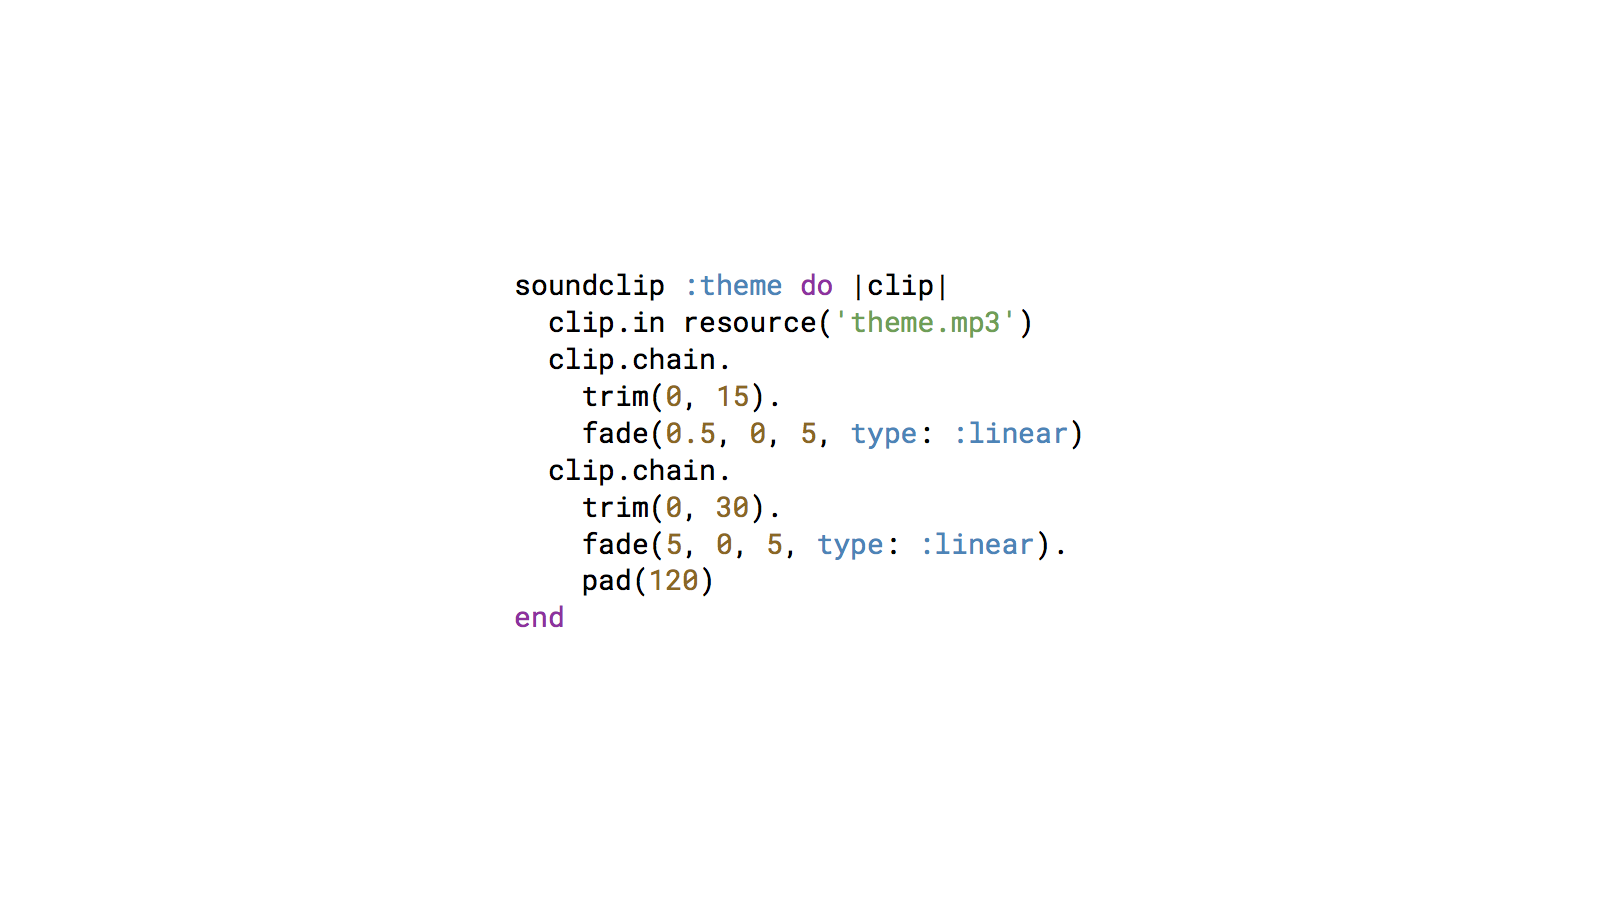 soundclip :theme do |clip|
  clip.in resource('theme.mp3')
  clip.chain.
    trim(0, 15).
    fade(0.5, 0, 5, type: :linear)
  clip.chain.
    trim(0, 30).
    fade(5, 0, 5, type: :linear).
    pad(120)
end